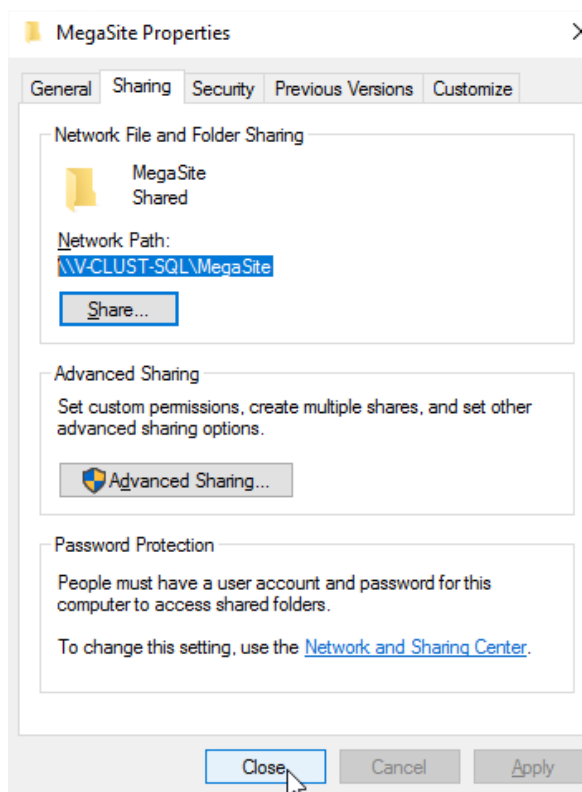 MegaSite Properties
General Sharing Security Previous Versions Customize
Network File and Folder Sharing
MegaSite
Shared
Network Path:
\\V-CLUST-SQL\MegaSite
Share...
Advanced Sharing
Set custom permissions, create multiple shares, and set other
advanced sharing options.
Advanced Sharing...
Password Protection
People must have a user account and password for this
computer to access shared folders.
To change this setting, use the Network and Sharing Center.
Close Cancel Apply